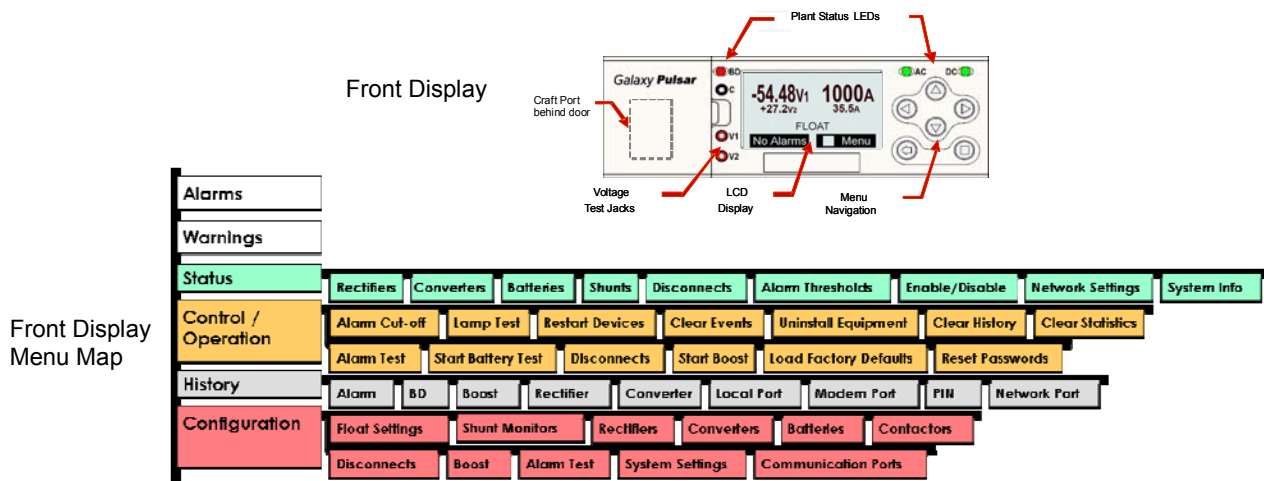 Plant Status LEDs
Front Display
Galaxy Pulsar
Craft Port
behind door
BD
C
V1
V2
-54.48V1 1000A
+27.2V2 35.5A
FLOAT
No Alarms Menu
AC DC
Voltage
Test Jacks
LCD
Display
Menu
Navigation
Front Display
Menu Map
Alarms
Warnings
Status
Rectifiers Converters Batteries Shunts Disconnects Alarm Thresholds Enable/Disable Network Settings System Info
Control /
Operation
Alarm Cut-off Lamp Test Restart Devices Clear Events Uninstall Equipment Clear History Clear Statistics
Alarm Test Start Battery Test Disconnects Start Boost Load Factory Defaults Reset Passwords
History
Alarm BD Boost Rectifier Converter Local Port Modem Port PIN Network Port
Configuration
Float Settings Shunt Monitors Rectifiers Converters Batteries Contactors
Disconnects Boost Alarm Test System Settings Communication Ports